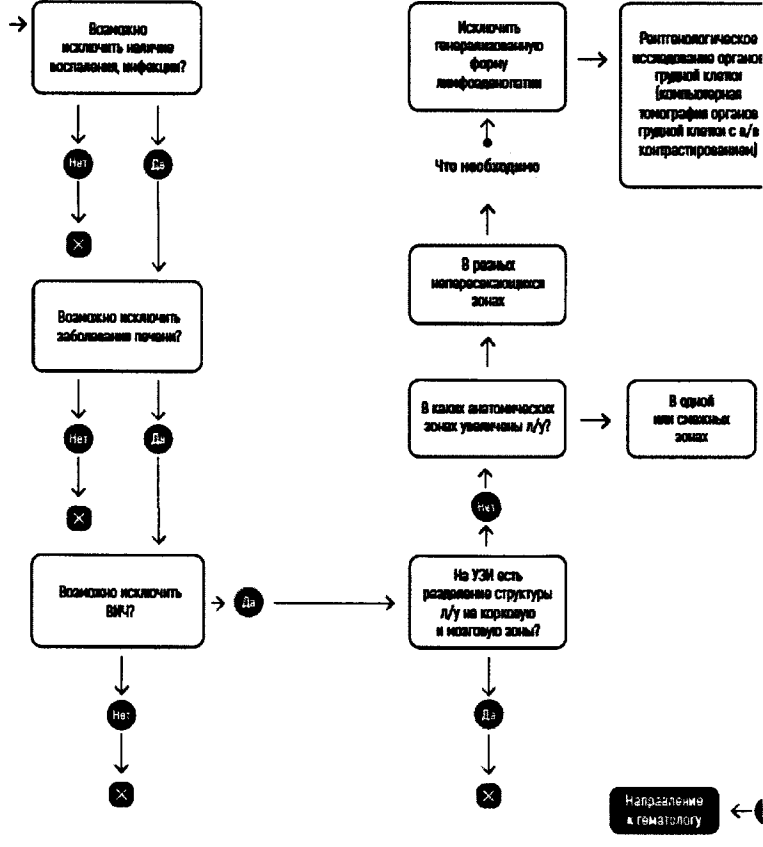 Возможно
исключить наличие
воспаления, инфекции?
Нет
Да
Возможно исключить
заболевания печени?
Нет
Да
Возможно исключить
ВИЧ?
Да
Нет
Исключить
генерализованную
форму
лимфоаденопатии
Рентгенологическое
исследование органов
грудной клетки
(компьютерная
томография органов
грудной клетки с в/в
контрастированием)
Что необходимо
В разных
непересекающихся
зонах
В каких анатомических
зонах увеличены л/у?
В одной
или смежных
зонах
Нет
На УЗИ есть
разделение структуры
л/у на корковую
и мозговую зоны?
Да
Направление
к гематологу